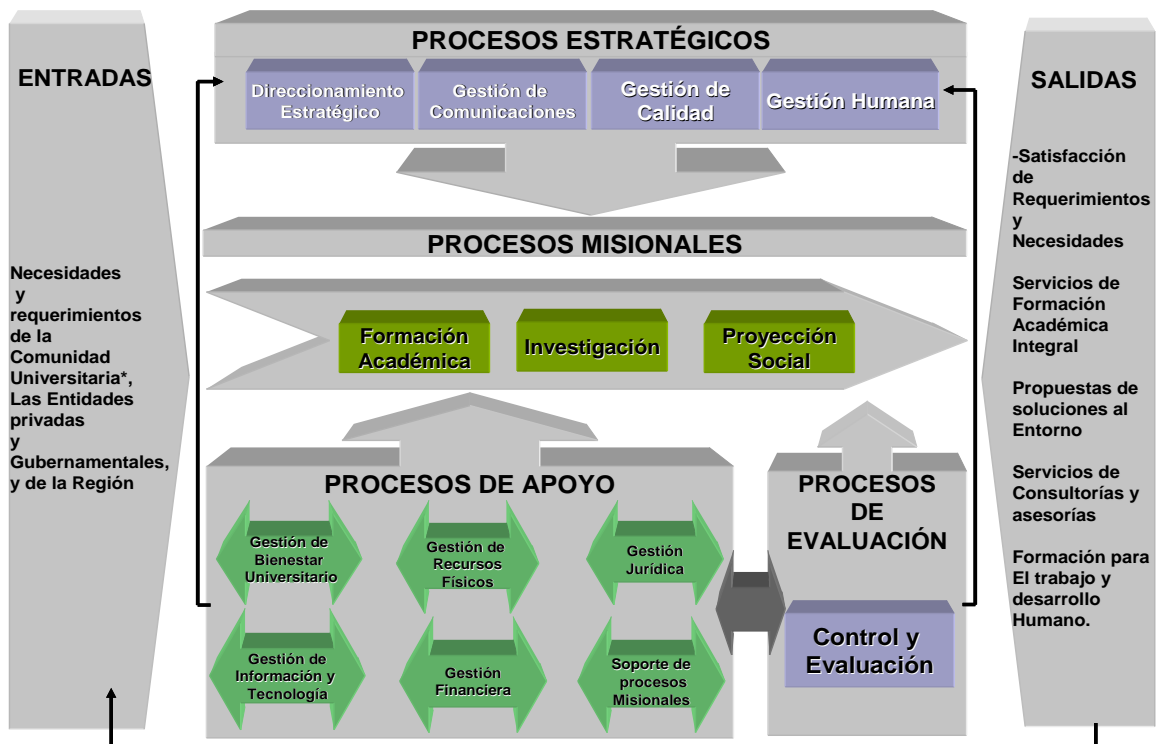 ENTRADAS
Necesidades
y
requerimientos
de la
Comunidad
Universitaria*,
Las Entidades
privadas
y
Gubernamentales,
y de la Región
PROCESOS ESTRATÉGICOS
Direccionamiento
Estratégico
Gestión de
Comunicaciones
Gestión de
Calidad
Gestión Humana
PROCESOS MISIONALES
Formación
Académica
Investigación
Proyección
Social
PROCESOS DE APOYO
Gestión de
Bienestar
Universitario
Gestión de
Recursos
Físicos
Gestión
Jurídica
Gestión de
Información y
Tecnología
Gestión
Financiera
Soporte de
procesos
Misionales
PROCESOS
DE
EVALUACIÓN
Control y
Evaluación
SALIDAS
-Satisfacción
de
Requerimientos
y
Necesidades
Servicios de
Formación
Académica
Integral
Propuestas de
soluciones al
Entorno
Servicios de
Consultorías y
asesorías
Formación para
El trabajo y
desarrollo
Humano.